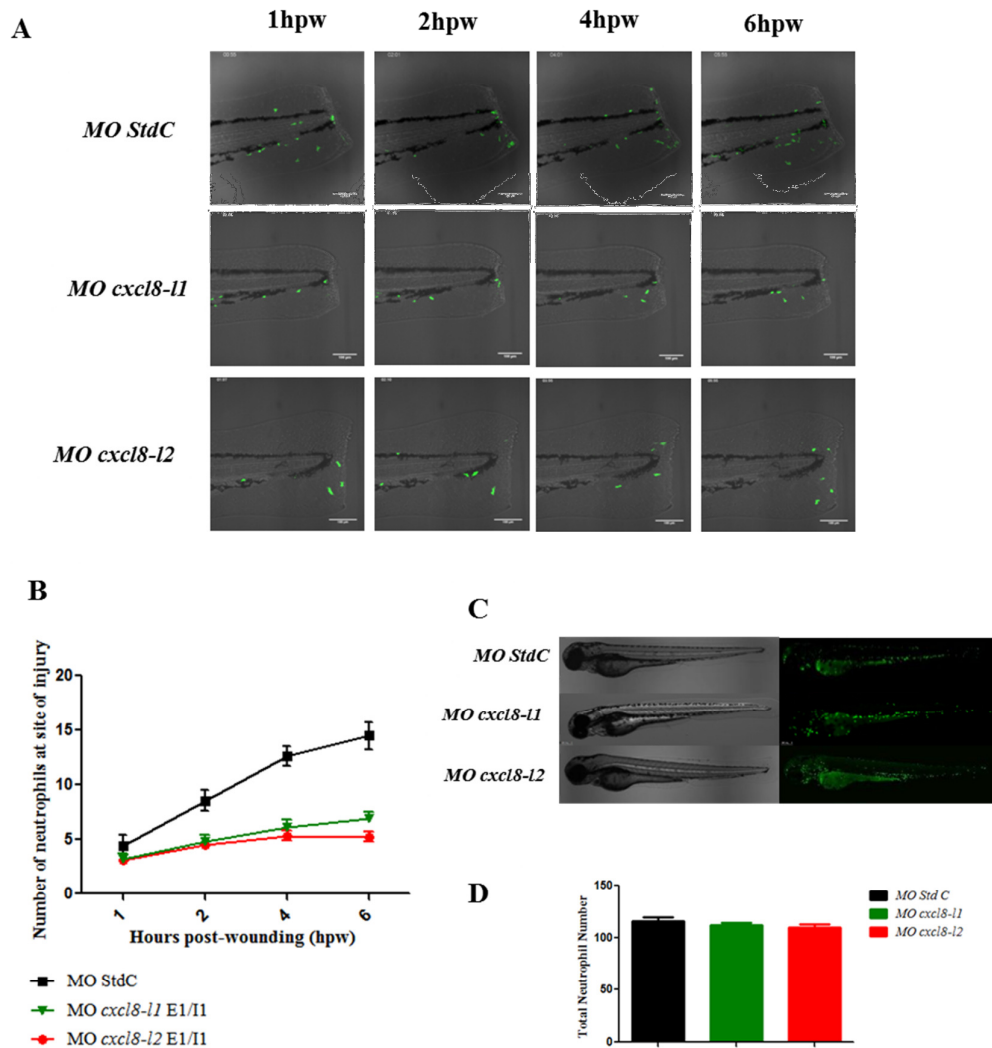 A
1hpw
2hpw
4hpw
6hpw
MO StdC
MO cxcl8-l1
MO cxcl8-l2
B
Number of neutrophils at site of injury
20
15
10
5
0
1
2
4
6
Hours post-wounding (hpw)
MO StdC
MO cxcl8-l1 E1/I1
MO cxcl8-l2 E1/I1
C
MO StdC
MO cxcl8-l1
MO cxcl8-l2
D
Total Neutrophil Number
150
100
50
0
MO Std C
MO cxcl8-l1
MO cxcl8-l2